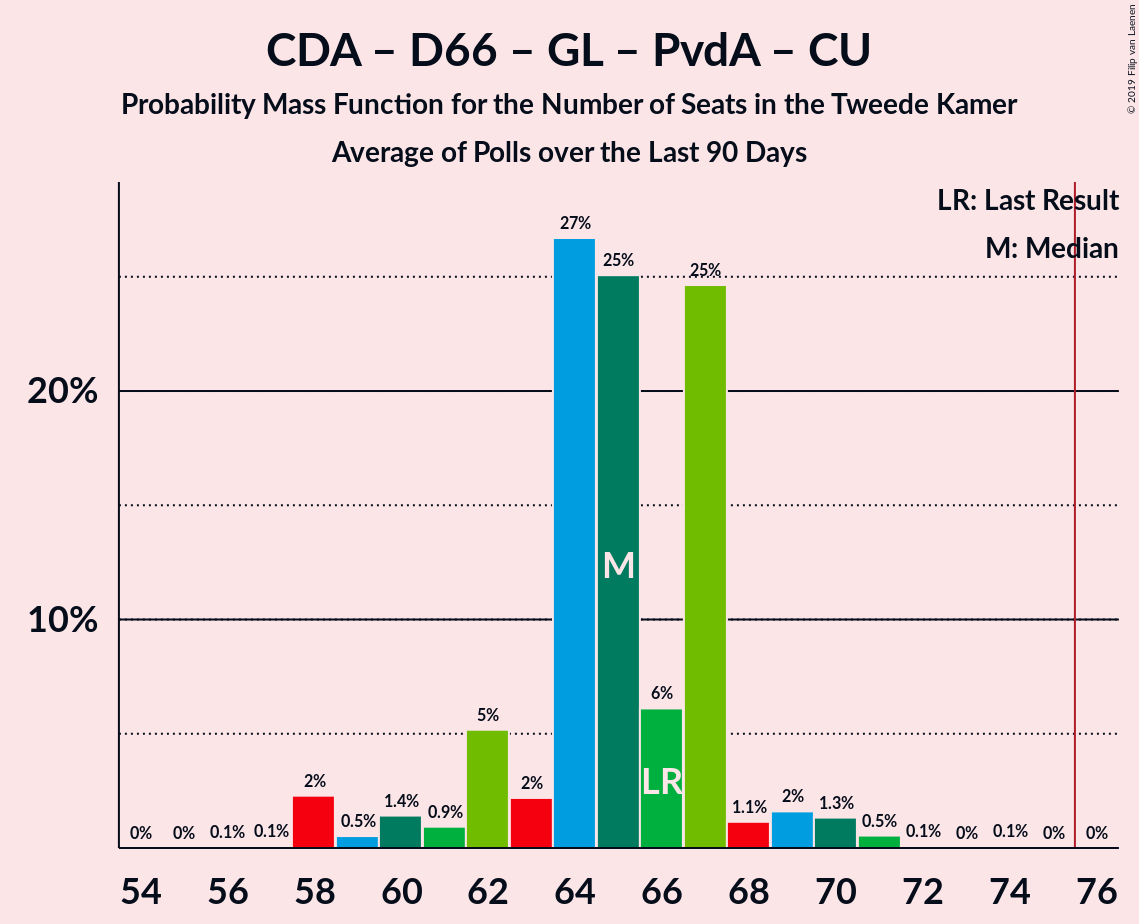 CDA – D66 – GL – PvdA – CU
Probability Mass Function for the Number of Seats in the Tweede Kamer
Average of Polls over the Last 90 Days
© 2019 Filip van Laenen
LR: Last Result
M: Median
20%
10%
0%
0%
0.1%
0.1%
2%
0.5%
1.4%
0.9%
5%
2%
27%
25%
6%
25%
1.1%
2%
1.3%
0.5%
0.1%
0%
0.1%
0%
0%
M
LR
54 56 58 60 62 64 66 68 70 72 74 76